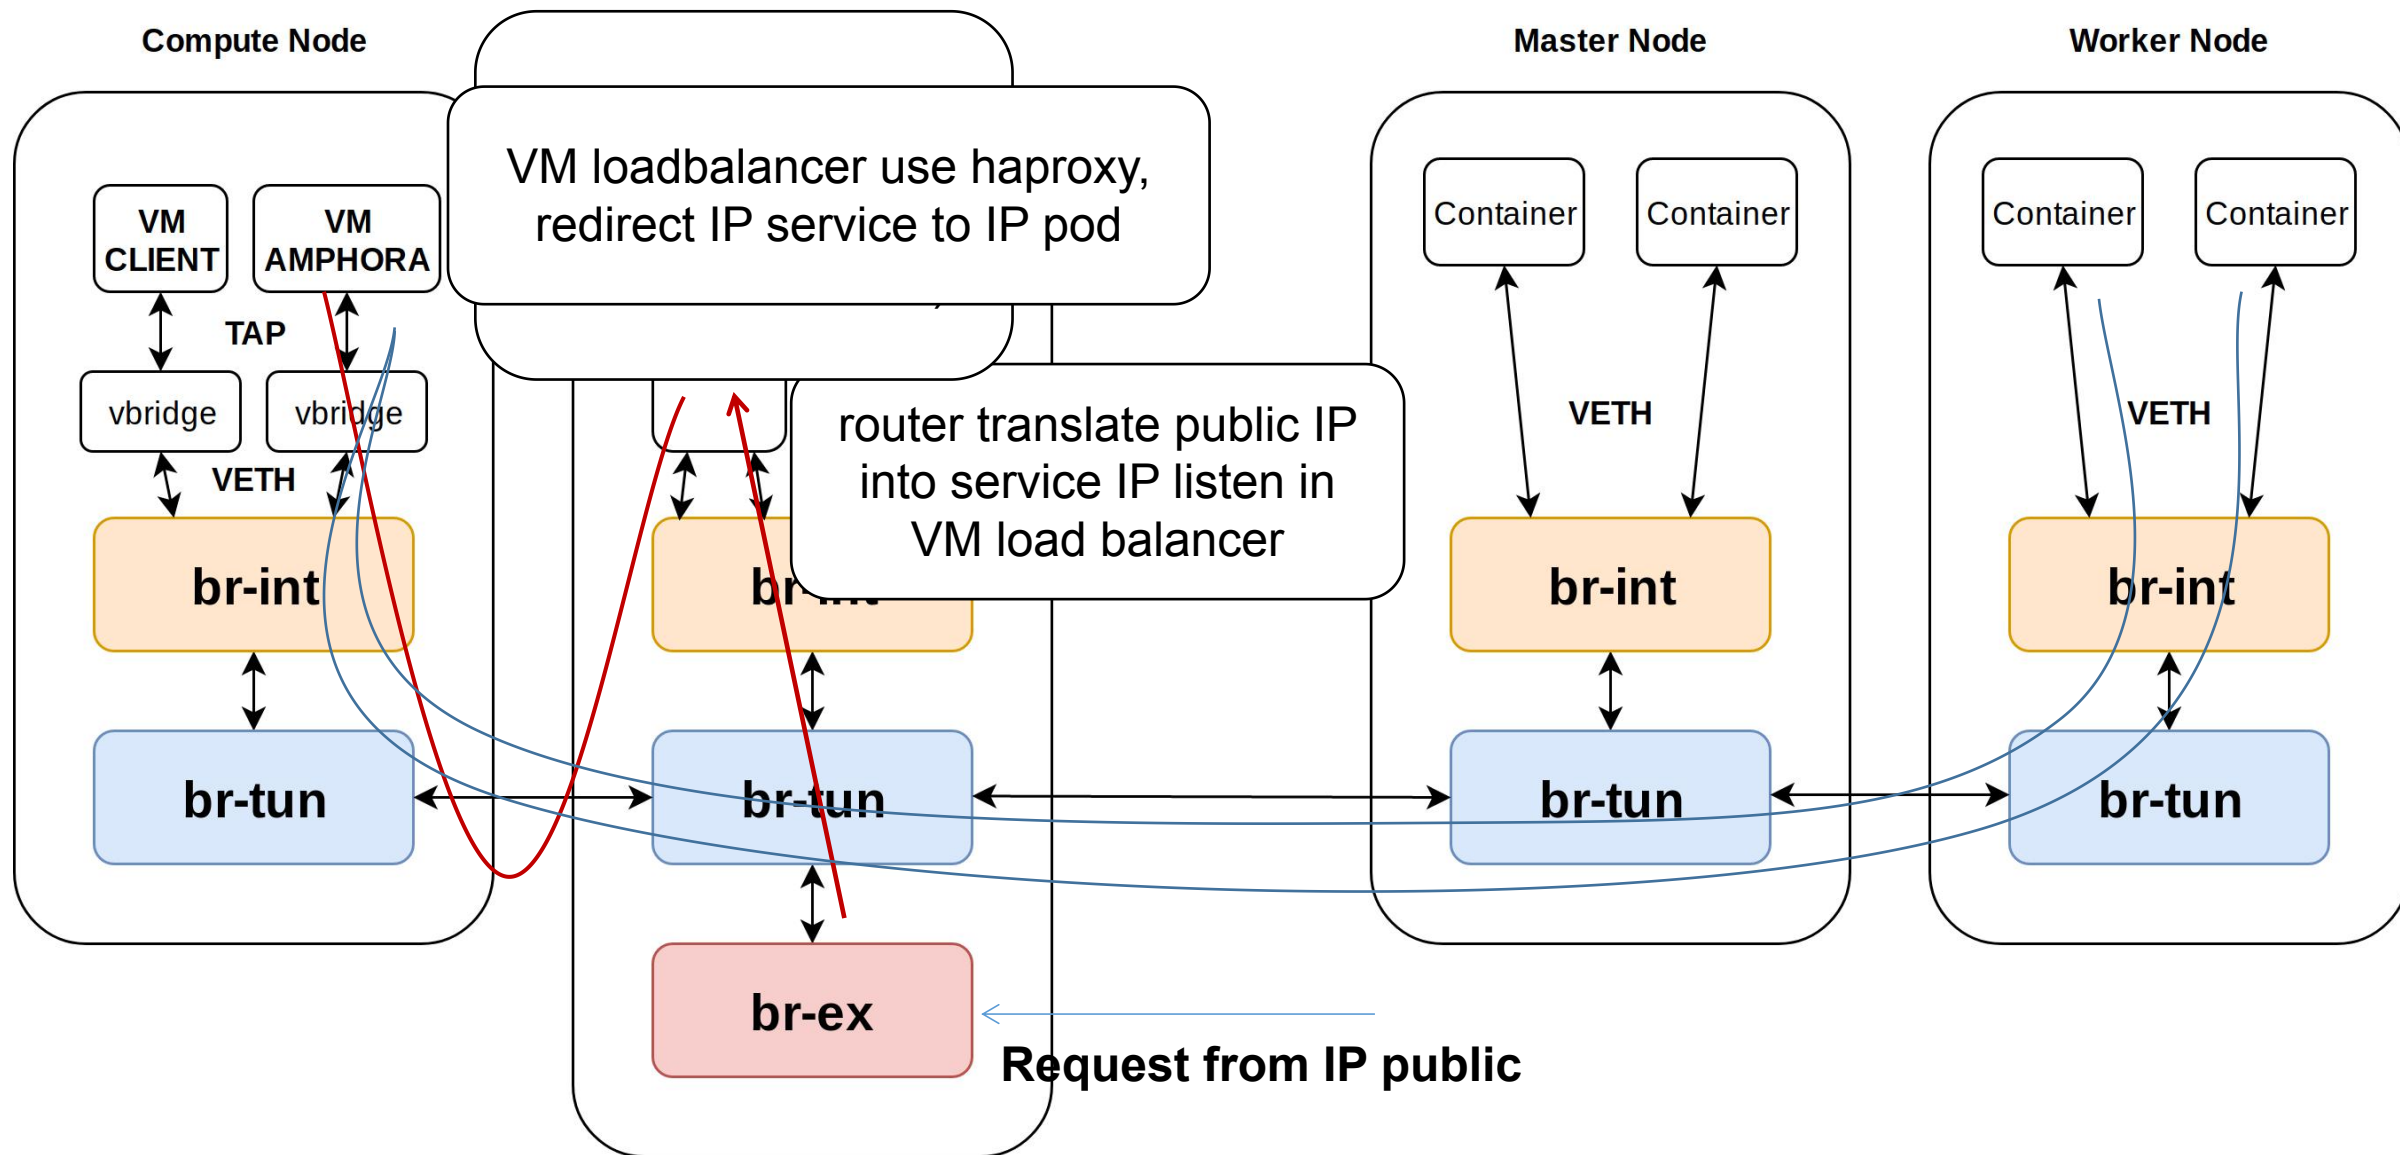 Compute Node
Master Node
Worker Node
VM loadbalancer use haproxy,
redirect IP service to IP pod
VM
CLIENT
VM
AMPHORA
Container
Container
Container
Container
TAP
vbridge
vbridge
VETH
router translate public IP
into service IP listen in
VM load balancer
VETH
VETH
br-int
br-int
br-int
br-int
br-tun
br-tun
br-tun
br-tun
br-ex
Request from IP public